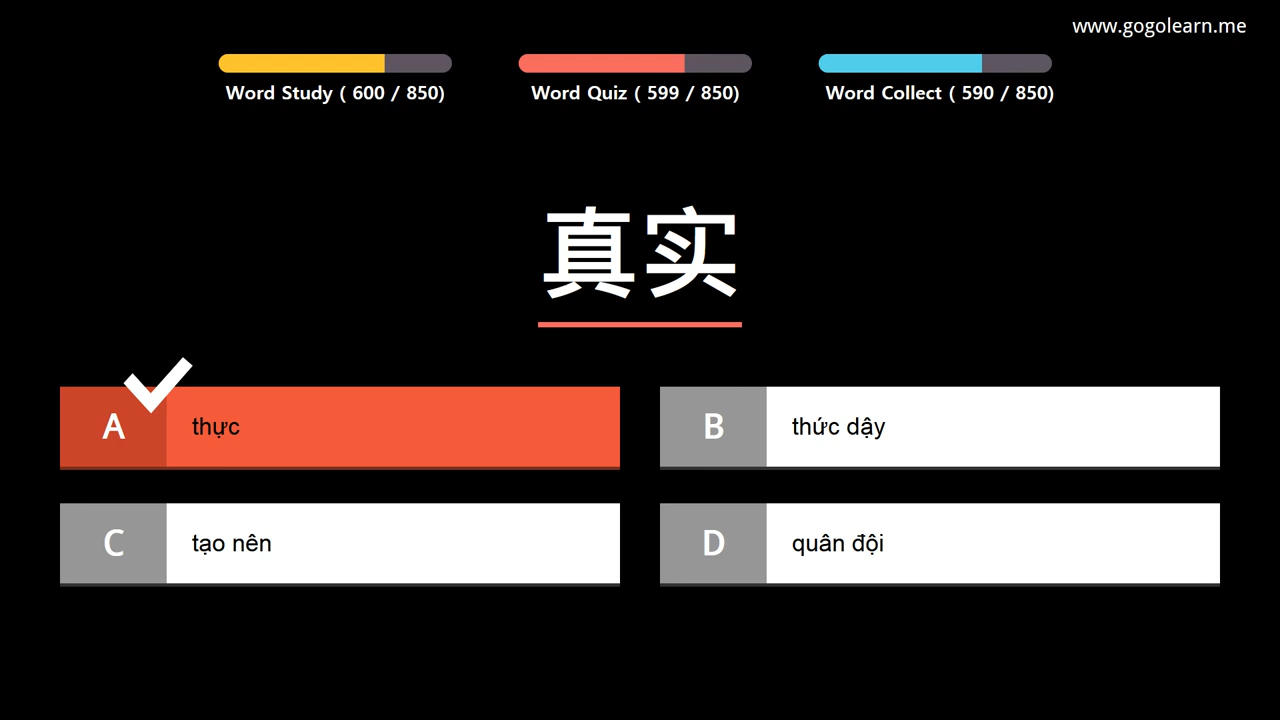 www.gogolearn.me
Word Study ( 600 / 850)
Word Quiz ( 599 / 850)
Word Collect ( 590 / 850)
真实
A thực
B thức dậy
C tạo nên
D quân đội